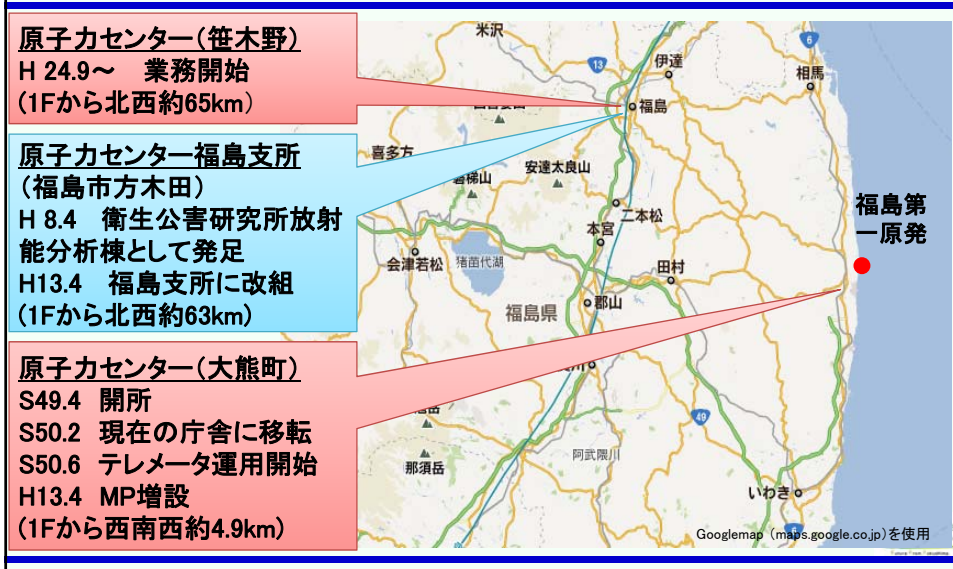 原子力センター（笹木野）
H 24.9～　業務開始
(1Fから北西約65km)
原子力センター福島支所
（福島市方木田）
H 8.4　衛生公害研究所放射
能分析棟として発足
H13.4　福島支所に改組
(1Fから北西約63km)
原子力センター（大熊町）
S49.4　開所
S50.2　現在の庁舎に移転
S50.6　テレメータ運用開始
H13.4　MP増設
(1Fから西南西約4.9km)
米沢
13
伊達
6
相馬
福島
喜多方
安達太良山
磐梯山
二本松
本宮
会津若松
猪苗代湖
田村
郡山
福島県
福島第
一原発
49
那須岳
阿武隈川
いわき
6
Googlemap（maps.google.co.jp）を使用